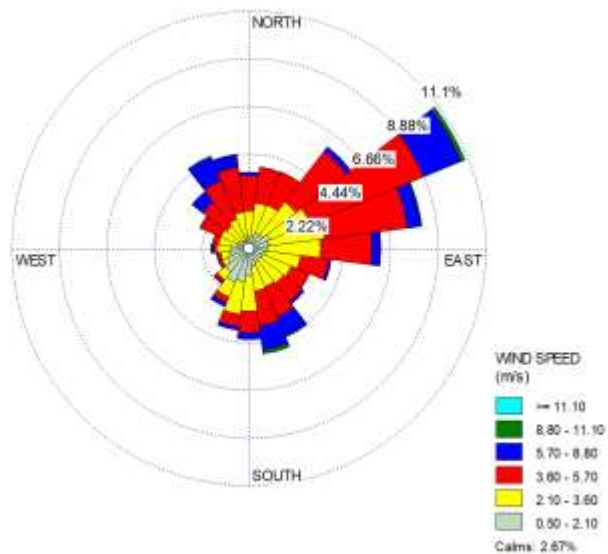 NORTH
11.1%
8.88%
6.66%
4.44%
2.22%
WEST
EAST
SOUTH
WIND SPEED
(m/s)
>= 11.10
8.80 - 11.10
5.70 - 8.80
3.60 - 5.70
2.10 - 3.60
0.50 - 2.10
Calms: 2.67%